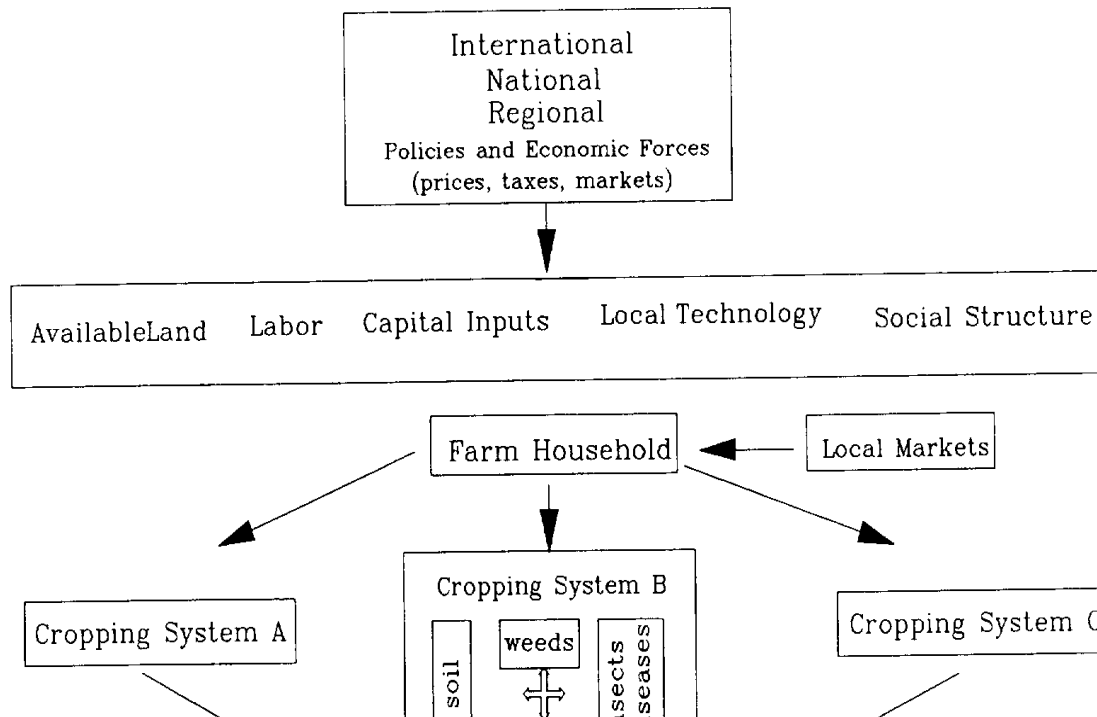 International
National
Regional
Policies and Economic Forces
(prices, taxes, markets)
AvailableLand Labor Capital Inputs Local Technology Social Structure
Farm Household
Local Markets
Cropping System B
Cropping System A
Cropping System C
weeds
soil